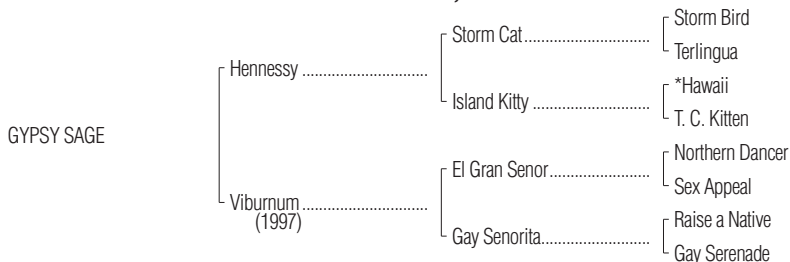 Storm Bird
Storm Cat
Terlingua
Hennessy
*Hawaii
Island Kitty
T. C. Kitten
GYPSY SAGE
Northern Dancer
El Gran Senor
Sex Appeal
Viburnum
(1997)
Raise a Native
Gay Senorita
Gay Serenade